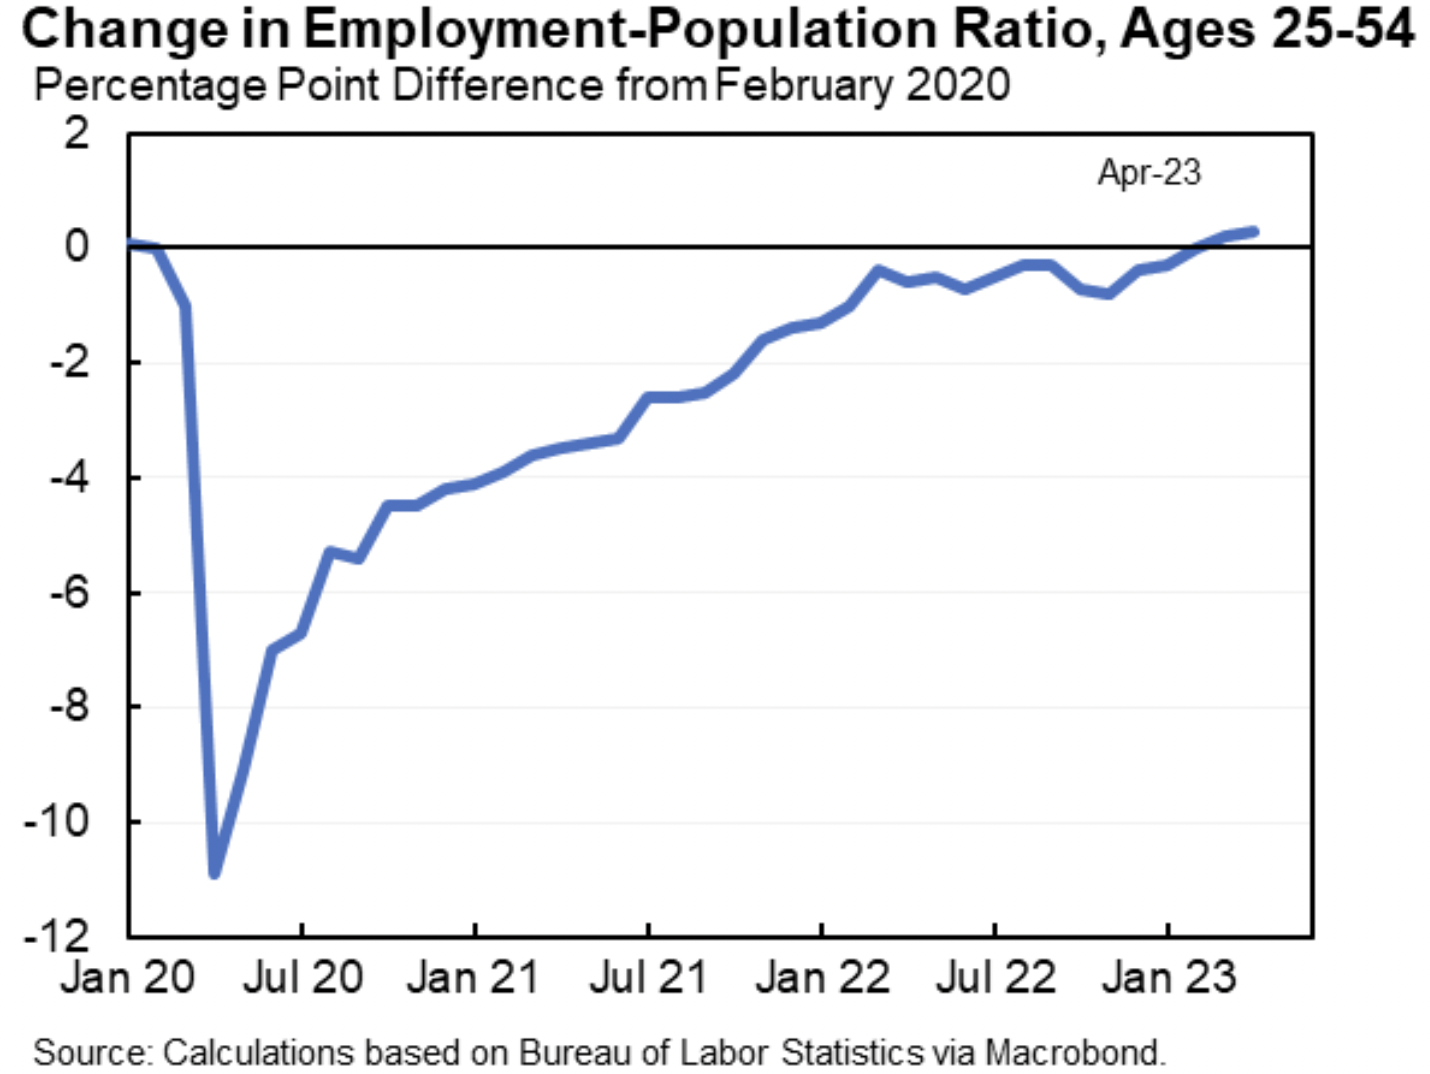 Change in Employment-Population Ratio, Ages 25-54
Percentage Point Difference from February 2020
2
Apr-23
0
-2
-4
-6
-8
-10
-12
Jan 20 Jul 20 Jan 21 Jul 21 Jan 22 Jul 22 Jan 23
Source: Calculations based on Bureau of Labor Statistics via Macrobond.